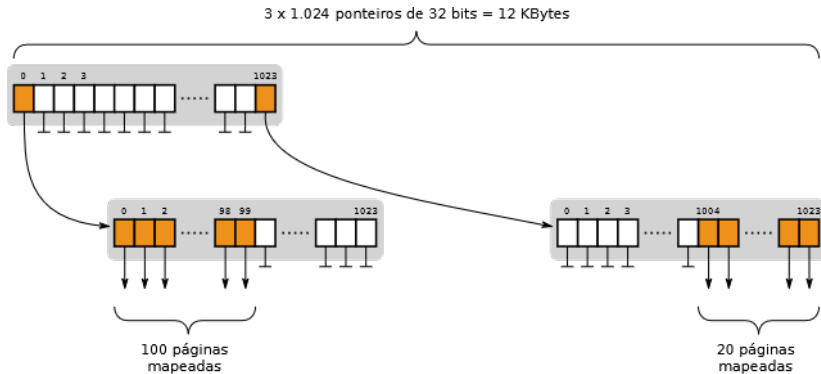 3 x 1.024 ponteiros de 32 bits = 12 KBytes
0 1 2 3 ..... 1023
0 1 2 ..... 98 99 ..... 1023
0 1 2 3 ..... 1004 ..... 1023
100 páginas
mapeadas
20 páginas
mapeadas